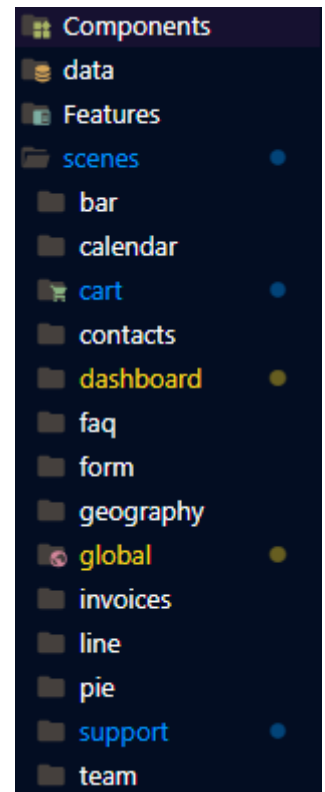 Components
data
Features
scenes
bar
calendar
cart
contacts
dashboard
faq
form
geography
global
invoices
line
pie
support
team